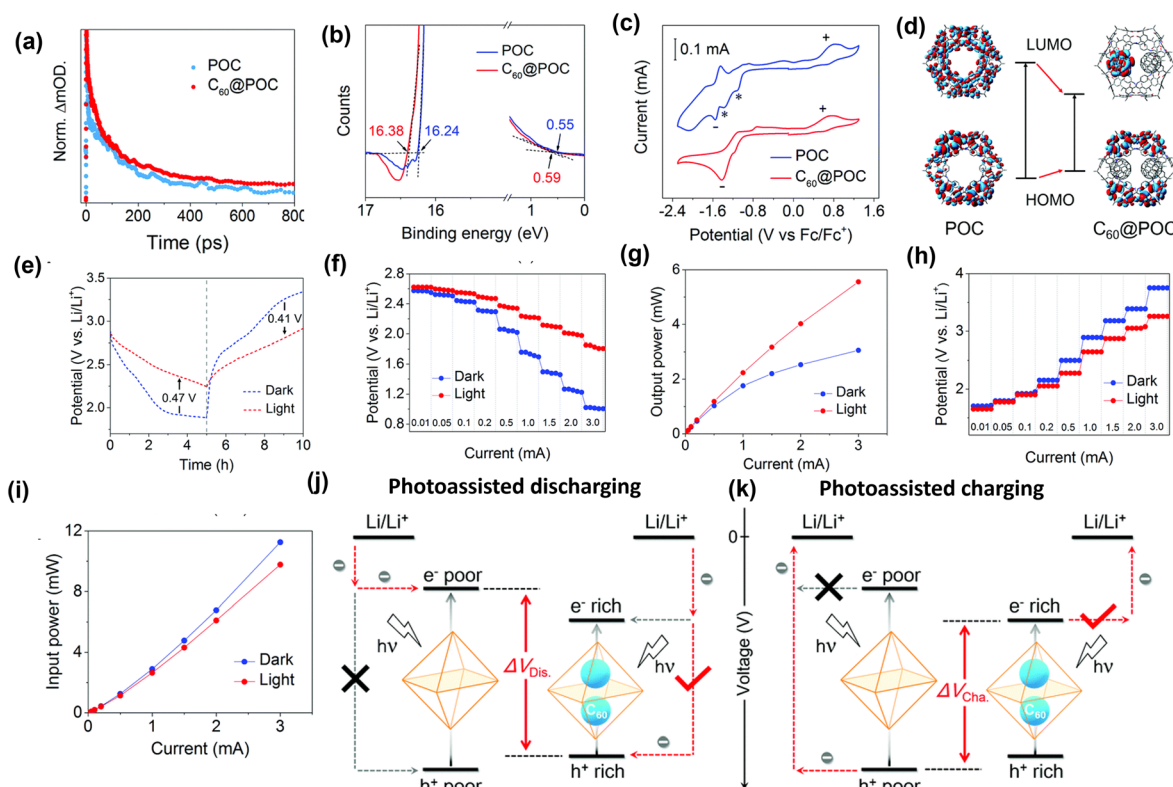 (a)
Norm. ΔmOD.
POC
C60@POC
0 200 400 600 800
Time (ps)
(b)
Counts
POC
C60@POC
16.38
16.24
0.55
0.59
17 16 1 0
Binding energy (eV)
(c)
0.1 mA
Current (mA)
+
*
*
-
+
POC
C60@POC
-
-2.4 -1.6 -0.8 0.0 0.8 1.6
Potential (V vs Fc/Fc+)
(d)
LUMO
HOMO
POC
C60@POC
(e)
Potential (V vs. Li/Li+)
3.5
3.0
2.5
2.0
0.47 V
0.41 V
Dark
Light
0 2 4 6 8 10
Time (h)
(f)
Potential (V vs. Li/Li+)
3.0
2.6
2.2
1.8
1.4
1.0
0.6
Dark
Light
0.01 0.05 0.1 0.2 0.5 1.0 1.5 2.0 3.0
Current (mA)
(g)
Output power (mW)
6
4
2
0
Dark
Light
0 1 2 3
Current (mA)
(h)
Potential (V vs. Li/Li+)
4
3
2
Dark
Light
0.01 0.05 0.1 0.2 0.5 1.0 1.5 2.0 3.0
Current (mA)
(i)
Input power (mW)
12
8
4
0
Dark
Light
0 1 2 3
Current (mA)
(j)
Photoassisted discharging
Li/Li+
Li/Li+
e- poor
e- rich
hν
hν
ΔVDis.
C60
h+ poor
h+ rich
(k)
Photoassisted charging
0
Voltage (V)
Li/Li+
Li/Li+
e- poor
e- rich
hν
hν
ΔVCha.
C60
h+ poor
h+ rich